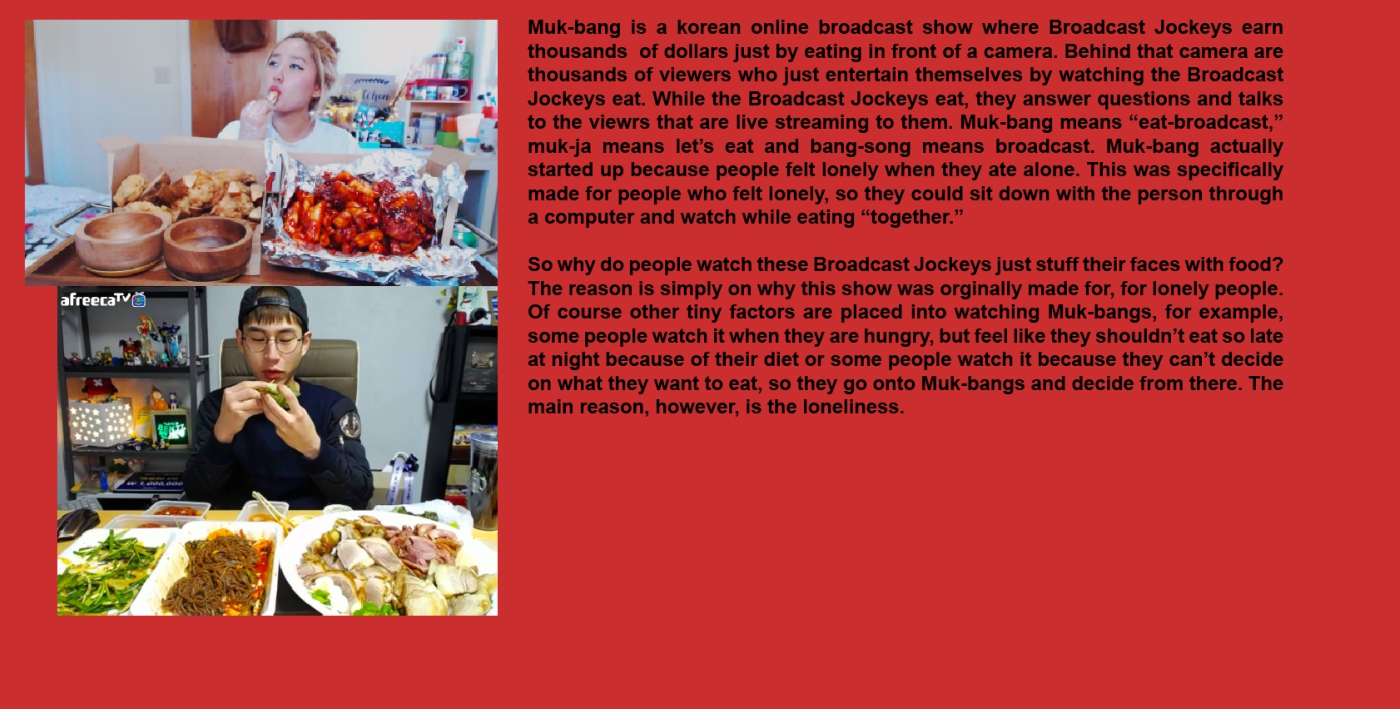 Muk-bang is a korean online broadcast show where Broadcast Jockeys earn
thousands of dollars just by eating in front of a camera. Behind that camera are
thousands of viewers who just entertain themselves by watching the Broadcast
Jockeys eat. While the Broadcast Jockeys eat, they answer questions and talks
to the viewrs that are live streaming to them. Muk-bang means “eat-broadcast,”
muk-ja means let’s eat and bang-song means broadcast. Muk-bang actually
started up because people felt lonely when they ate alone. This was specifically
made for people who felt lonely, so they could sit down with the person through
a computer and watch while eating “together.”
So why do people watch these Broadcast Jockeys just stuff their faces with food?
The reason is simply on why this show was orginally made for, for lonely people.
Of course other tiny factors are placed into watching Muk-bangs, for example,
some people watch it when they are hungry, but feel like they shouldn’t eat so late
at night because of their diet or some people watch it because they can’t decide
on what they want to eat, so they go onto Muk-bangs and decide from there. The
main reason, however, is the loneliness.
afreecaTV
₩ 1,000,000